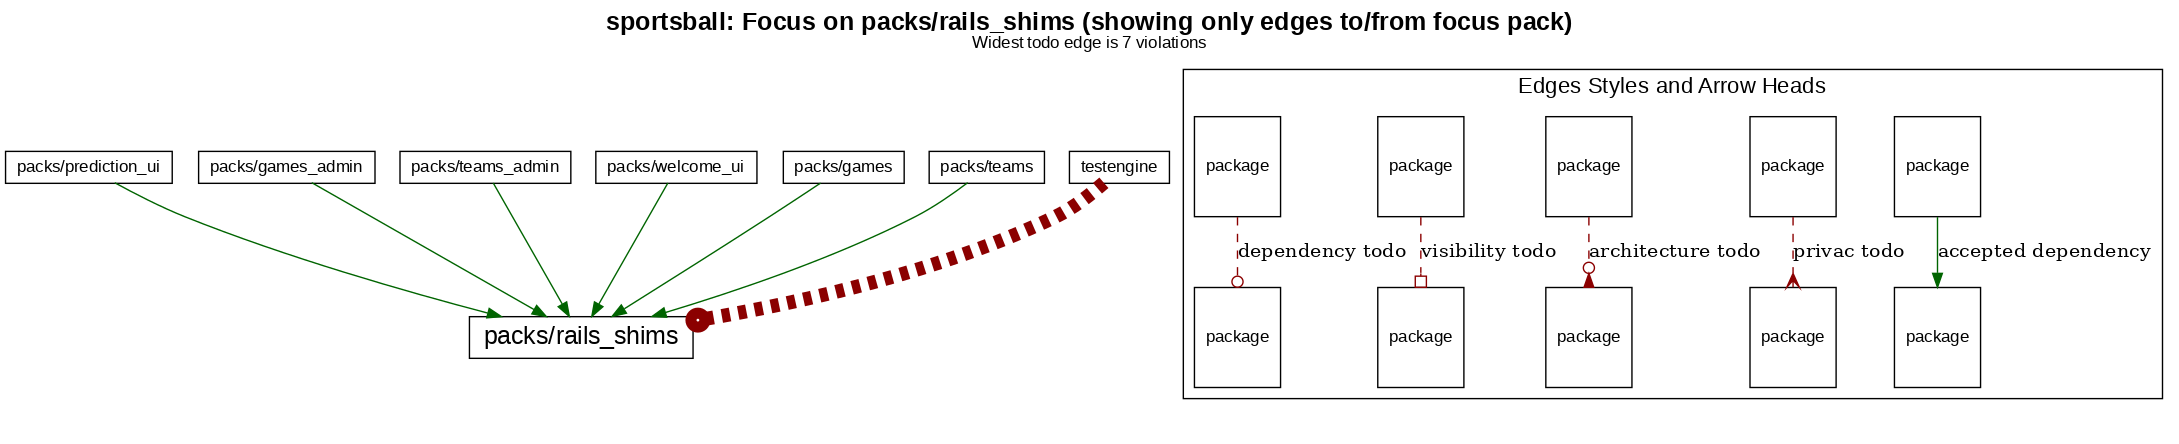 sportsball: Focus on packs/rails_shims (showing only edges to/from focus pack)
Widest todo edge is 7 violations
Edges Styles and Arrow Heads
packs/prediction_ui
packs/games_admin
packs/teams_admin
packs/welcome_ui
packs/games
packs/teams
testengine
packs/rails_shims
package
package
package
package
package
dependency todo
visibility todo
architecture todo
privac todo
accepted dependency
package
package
package
package
package